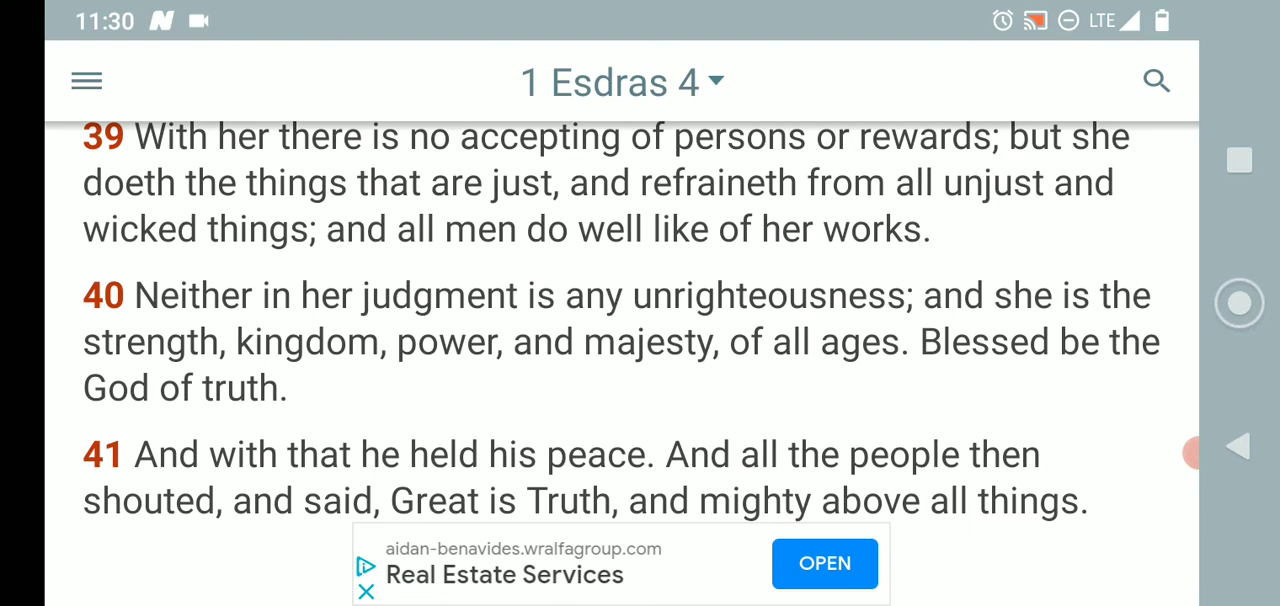 11:30 LTE
1 Esdras 4
39 With her there is no accepting of persons or rewards; but she
doeth the things that are just, and refraineth from all unjust and
wicked things; and all men do well like of her works.
40 Neither in her judgment is any unrighteousness; and she is the
strength, kingdom, power, and majesty, of all ages. Blessed be the
God of truth.
41 And with that he held his peace. And all the people then
shouted, and said, Great is Truth, and mighty above all things.
aidan-benavides.wralfagroup.com
Real Estate Services
OPEN